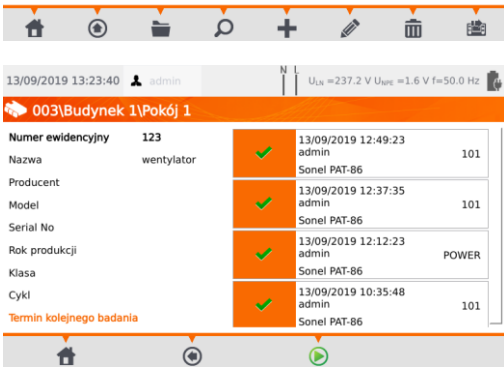 13/09/2019 13:23:40 admin N L U_LN =237.2 V U_NPE =1.6 V f=50.0 Hz
003\Budynek 1\Pokój 1
Numer ewidencyjny 123
Nazwa wentylator
Producent
Model
Serial No
Rok produkcji
Klasa
Cykl
Termin kolejnego badania
13/09/2019 12:49:23
admin 101
Sonel PAT-86
13/09/2019 12:37:35
admin 101
Sonel PAT-86
13/09/2019 12:12:23
admin POWER
Sonel PAT-86
13/09/2019 10:35:48
admin 101
Sonel PAT-86